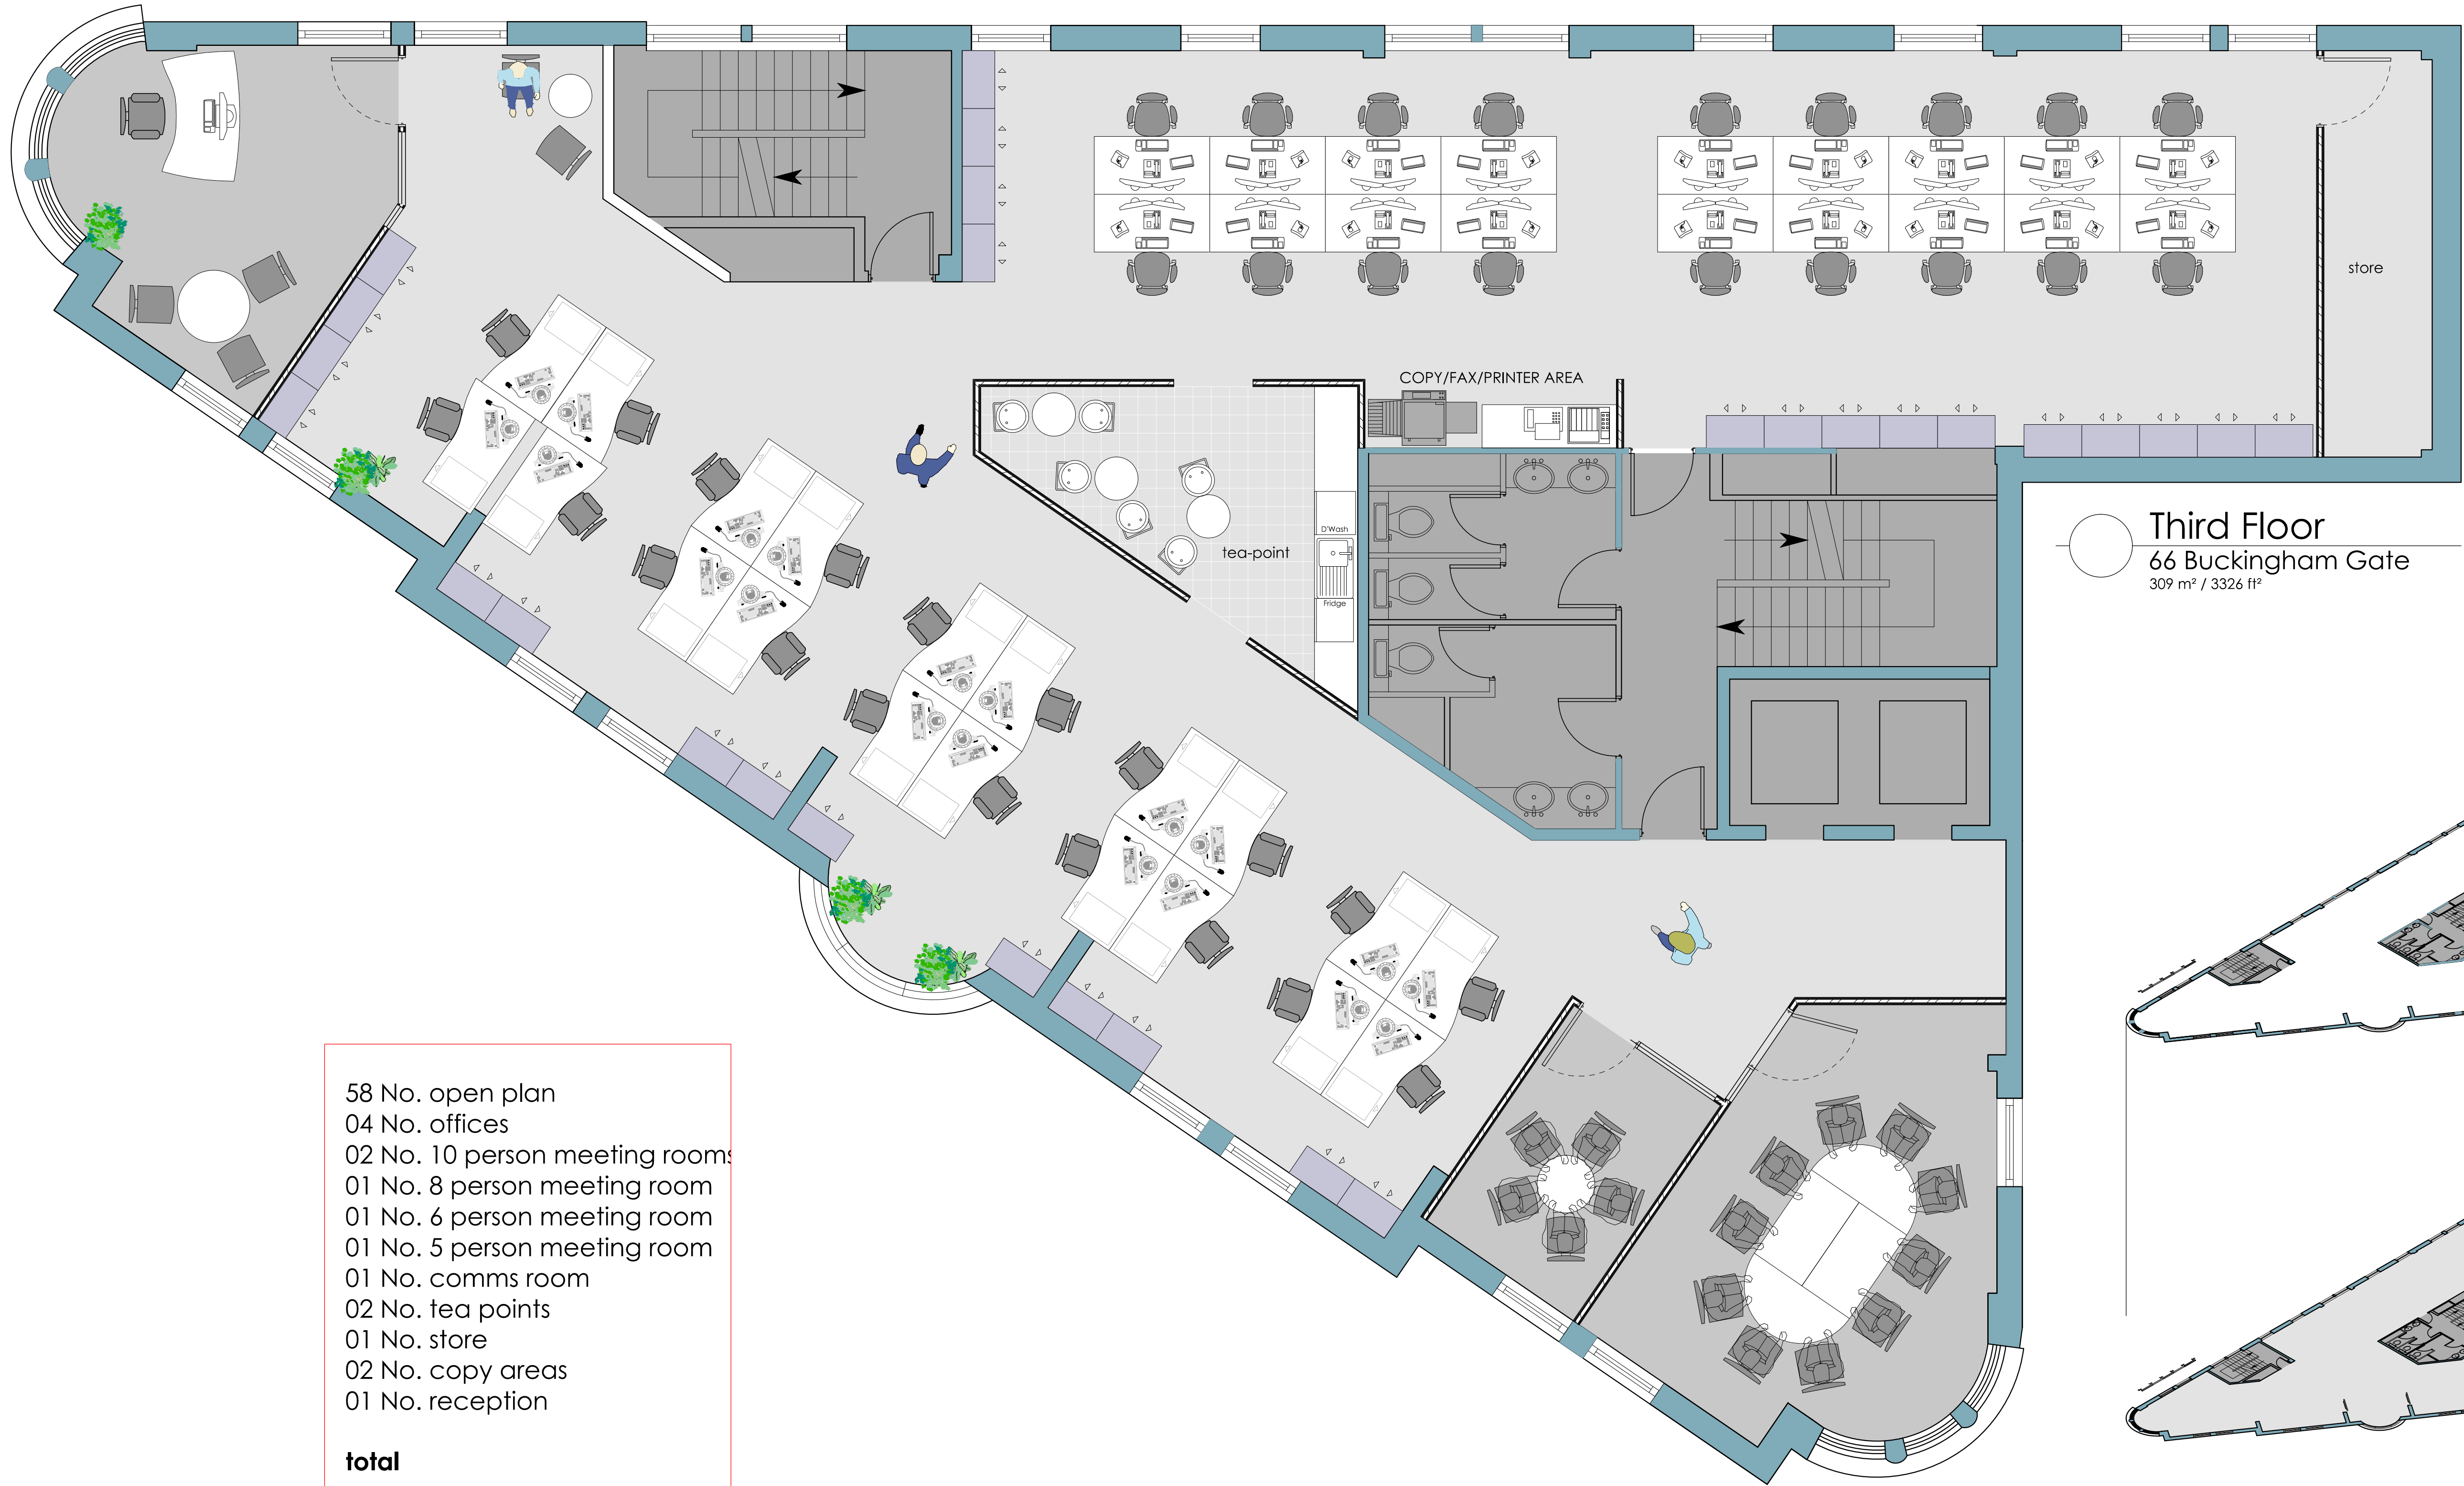 COPY/FAX/PRINTER AREA
store
D'Wash
tea-point
Fridge
Third Floor
66 Buckingham Gate
309 m² / 3326 ft²
58 No. open plan
04 No. offices
02 No. 10 person meeting rooms
01 No. 8 person meeting room
01 No. 6 person meeting room
01 No. 5 person meeting room
01 No. comms room
02 No. tea points
01 No. store
02 No. copy areas
01 No. reception
total